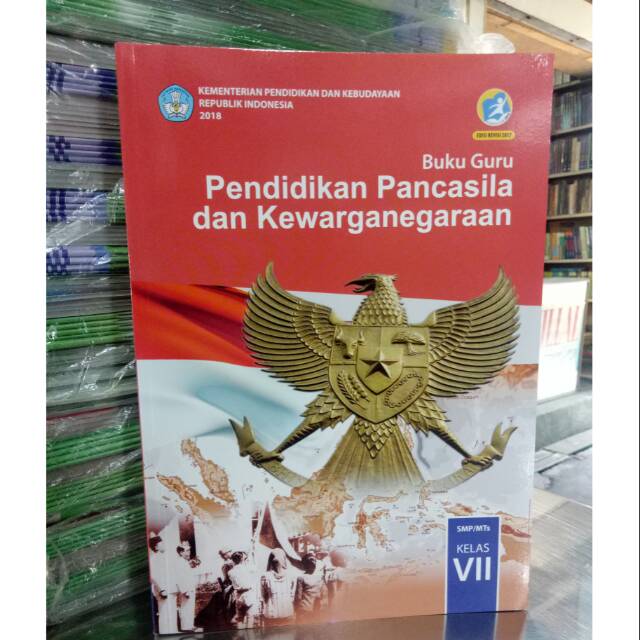 KEMENTERIAN PENDIDIKAN DAN KEBUDAYAAN
REPUBLIK INDONESIA
2018
EDISI REVISI 2017
Buku Guru
Pendidikan Pancasila
dan Kewarganegaraan
SMP/MTs
KELAS
VII